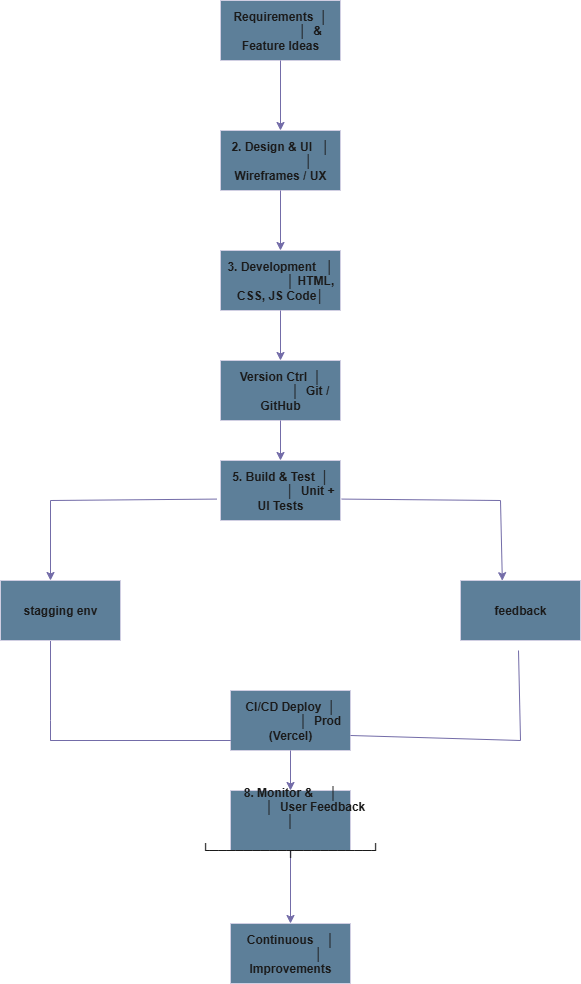 Requirements │
│ &
Feature Ideas
2. Design & UI │
│
Wireframes / UX
3. Development │
│ HTML,
CSS, JS Code│
Version Ctrl │
│ Git /
GitHub
5. Build & Test │
│ Unit +
UI Tests
stagging env
feedback
CI/CD Deploy │
│ Prod
(Vercel)
8. Monitor & │
│ User Feedback
│
Continuous │
│
Improvements